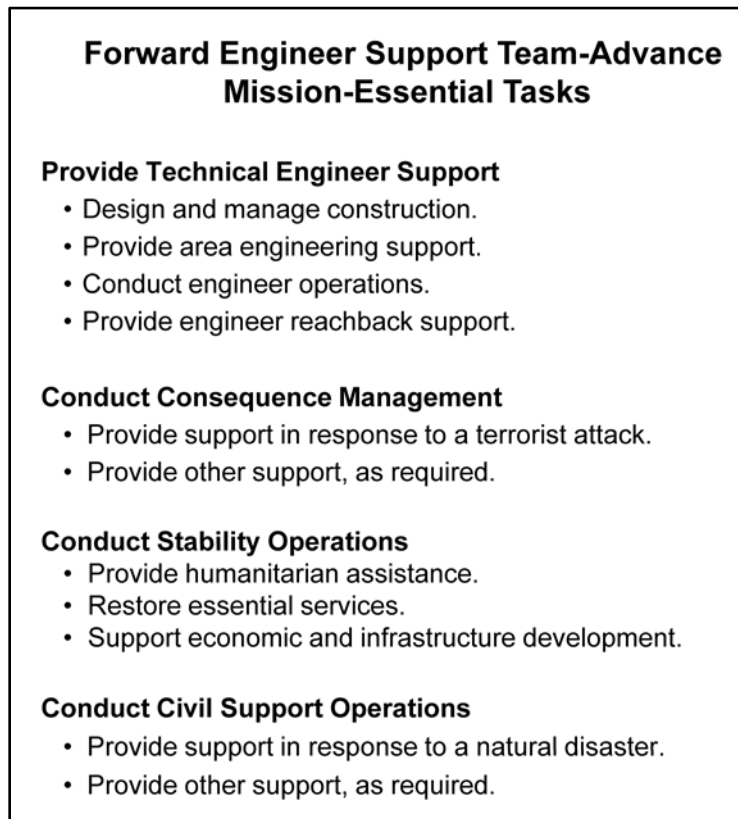 Forward Engineer Support Team-Advance
Mission-Essential Tasks
Provide Technical Engineer Support
• Design and manage construction.
• Provide area engineering support.
• Conduct engineer operations.
• Provide engineer reachback support.
Conduct Consequence Management
• Provide support in response to a terrorist attack.
• Provide other support, as required.
Conduct Stability Operations
• Provide humanitarian assistance.
• Restore essential services.
• Support economic and infrastructure development.
Conduct Civil Support Operations
• Provide support in response to a natural disaster.
• Provide other support, as required.